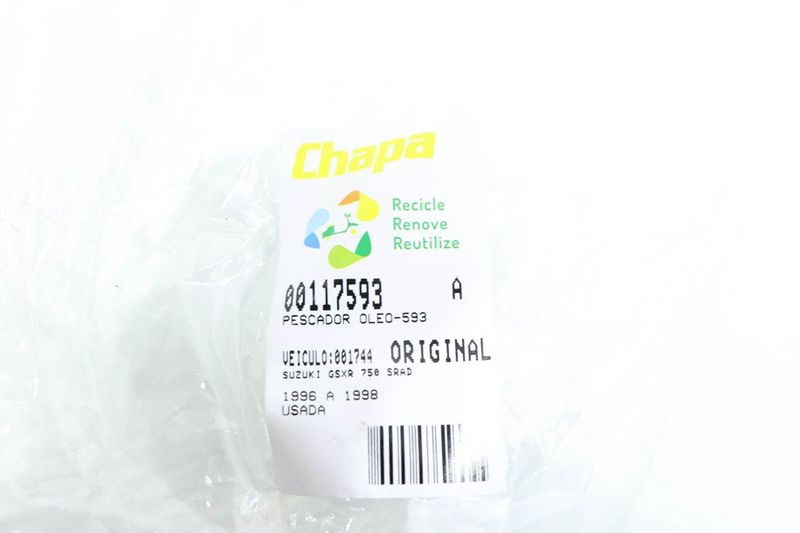 Chapa
Recicle
Renove
Reutilize
00117593 A
PESCADOR OLEO-593
VEICULO:001744 ORIGINAL
SUZUKI GSXR 750 SRAD
1996 A 1998
USADA